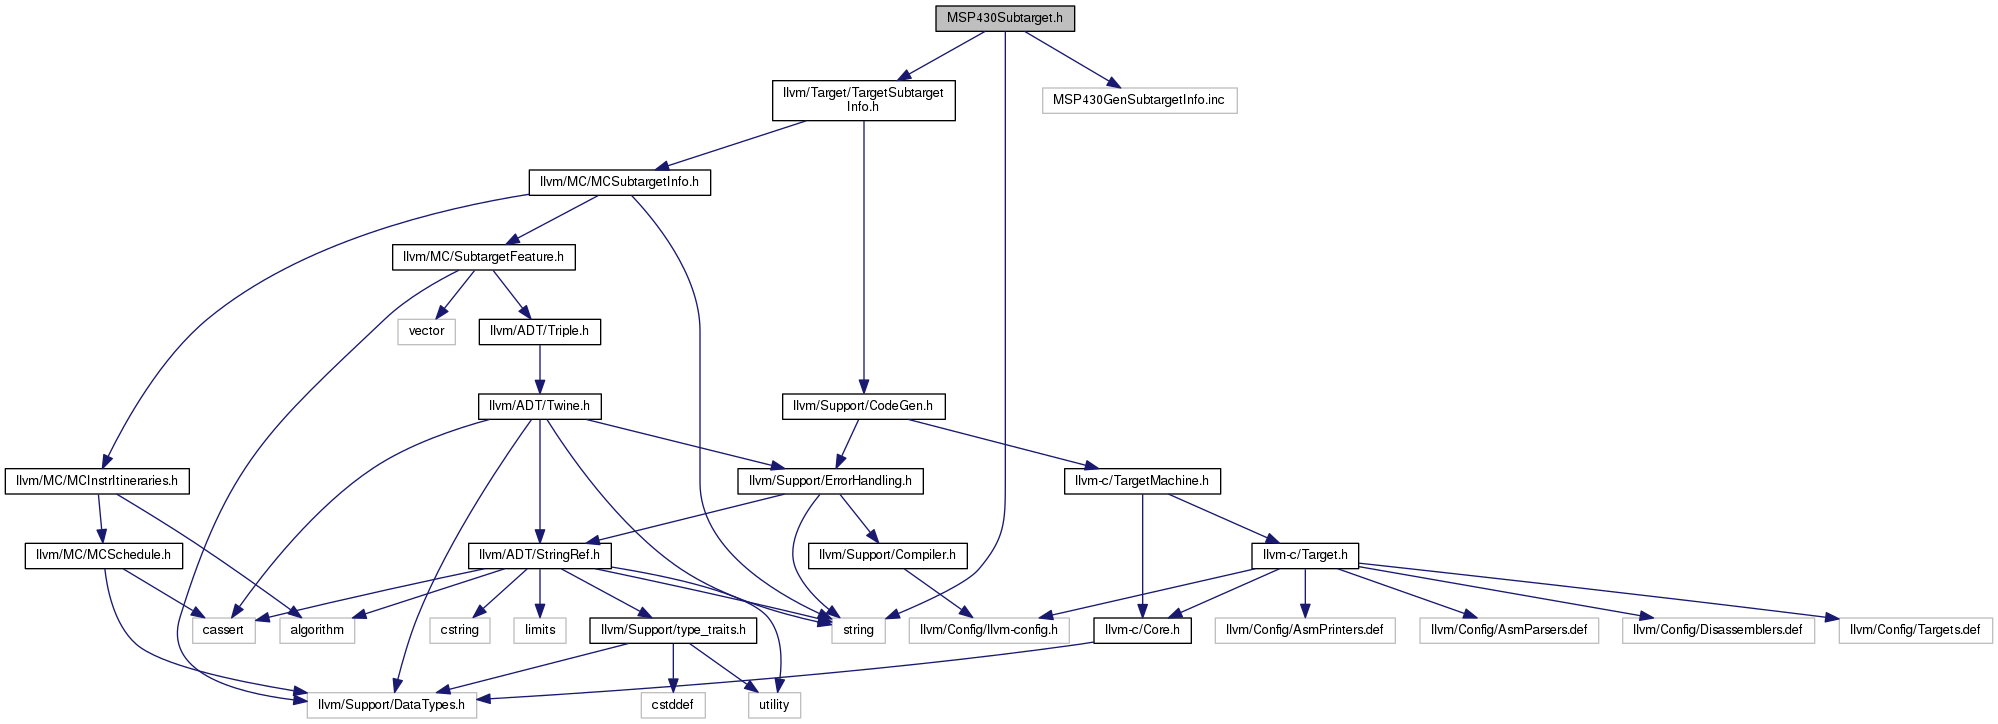 MSP430Subtarget.h
llvm/Target/TargetSubtarget
Info.h
MSP430GenSubtargetInfo.inc
llvm/MC/MCSubtargetInfo.h
llvm/MC/SubtargetFeature.h
vector
llvm/ADT/Triple.h
llvm/ADT/Twine.h
llvm/Support/CodeGen.h
llvm/MC/MCInstrItineraries.h
llvm/Support/ErrorHandling.h
llvm-c/TargetMachine.h
llvm/MC/MCSchedule.h
llvm/ADT/StringRef.h
llvm/Support/Compiler.h
llvm-c/Target.h
cassert
algorithm
cstring
limits
llvm/Support/type_traits.h
string
llvm/Config/llvm-config.h
llvm-c/Core.h
llvm/Config/AsmPrinters.def
llvm/Config/AsmParsers.def
llvm/Config/Disassemblers.def
llvm/Config/Targets.def
llvm/Support/DataTypes.h
cstddef
utility